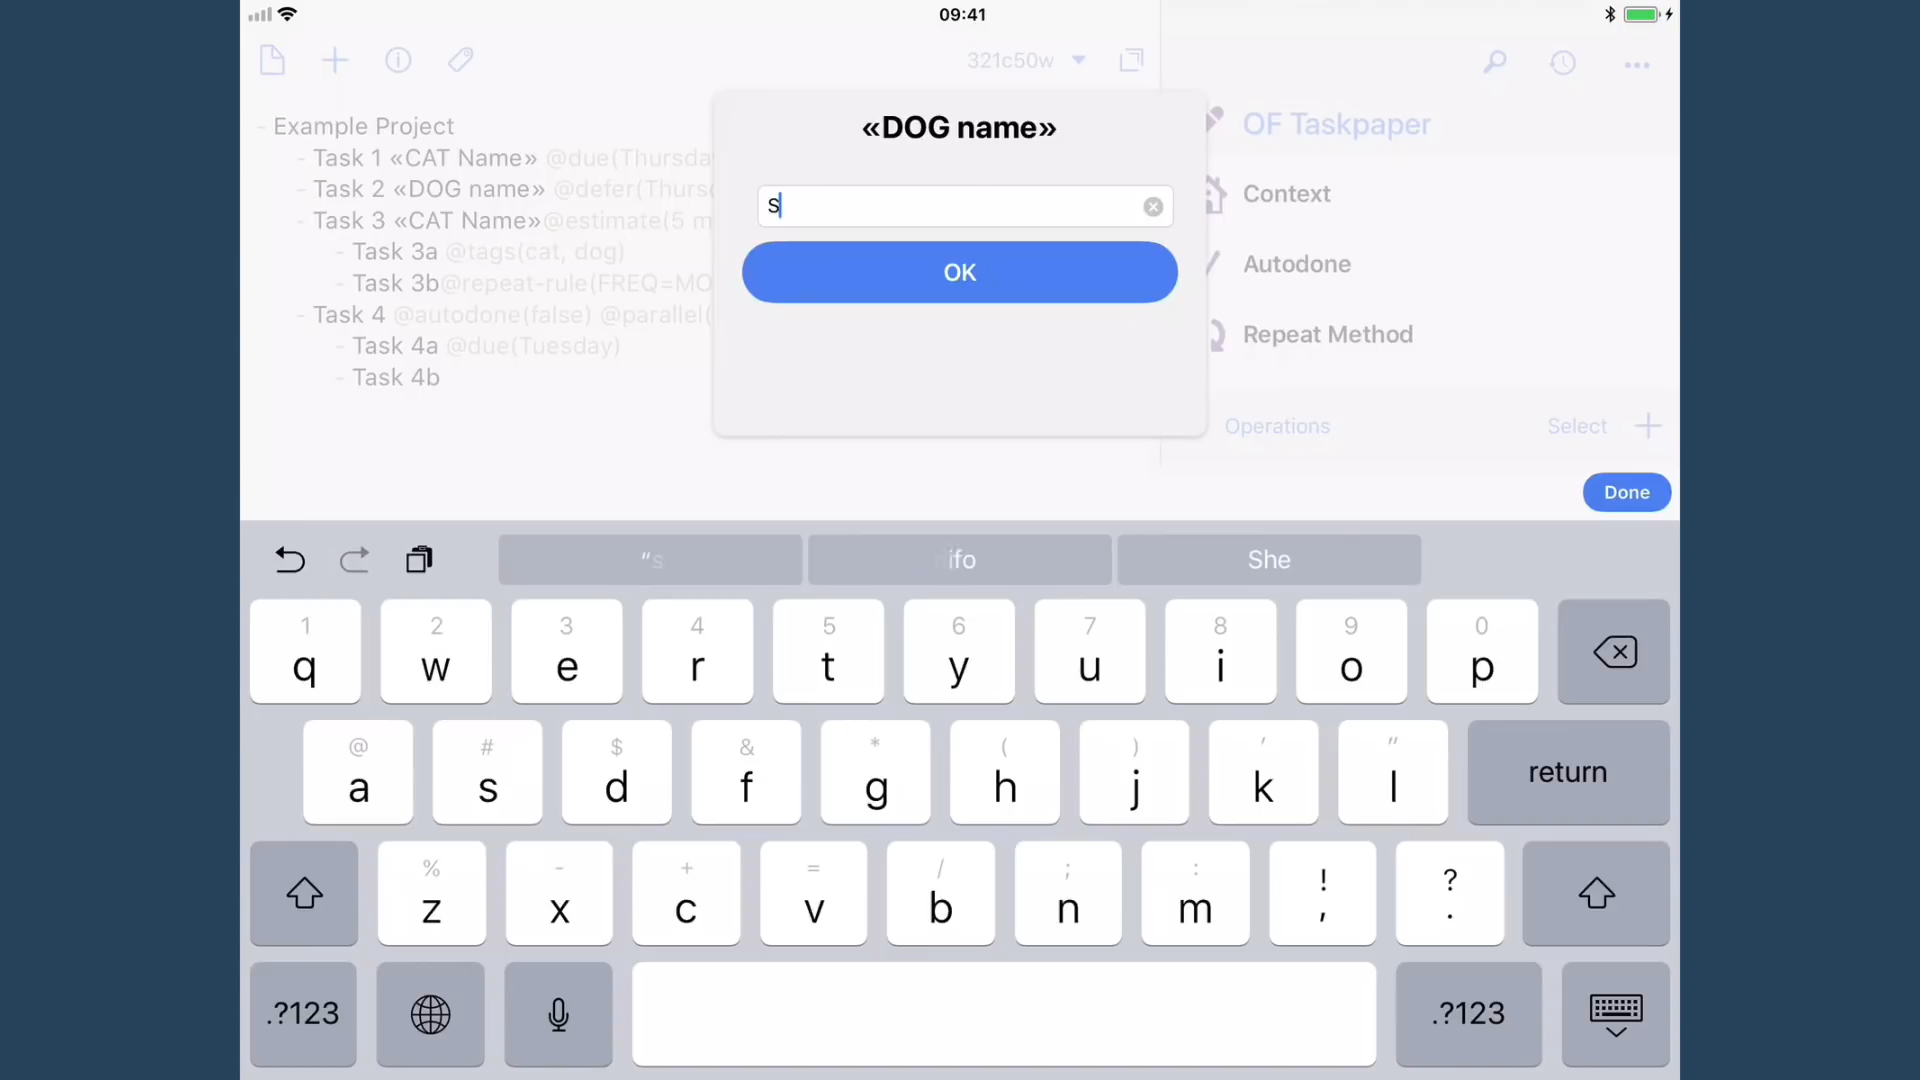 09:41
321c50w
- Example Project
- Task 1 «CAT Name» @due(Thursda
- Task 2 «DOG name» @defer(Thurs
- Task 3 «CAT Name»@estimate(5 m
- Task 3a @tags(cat, dog)
- Task 3b@repeat-rule(FREQ=MO
- Task 4 @autodone(false) @parallel(
- Task 4a @due(Tuesday)
- Task 4b
«DOG name»
S
OK
OF Taskpaper
Context
Autodone
Repeat Method
Operations Select
Done
“s ifo She
1 2 3 4 5 6 7 8 9 0
q w e r t y u i o p
@ # $ & * ( ) ' "
a s d f g h j k l return
% - + = / ; : ! ?
z x c v b n m , .
.?123 .?123